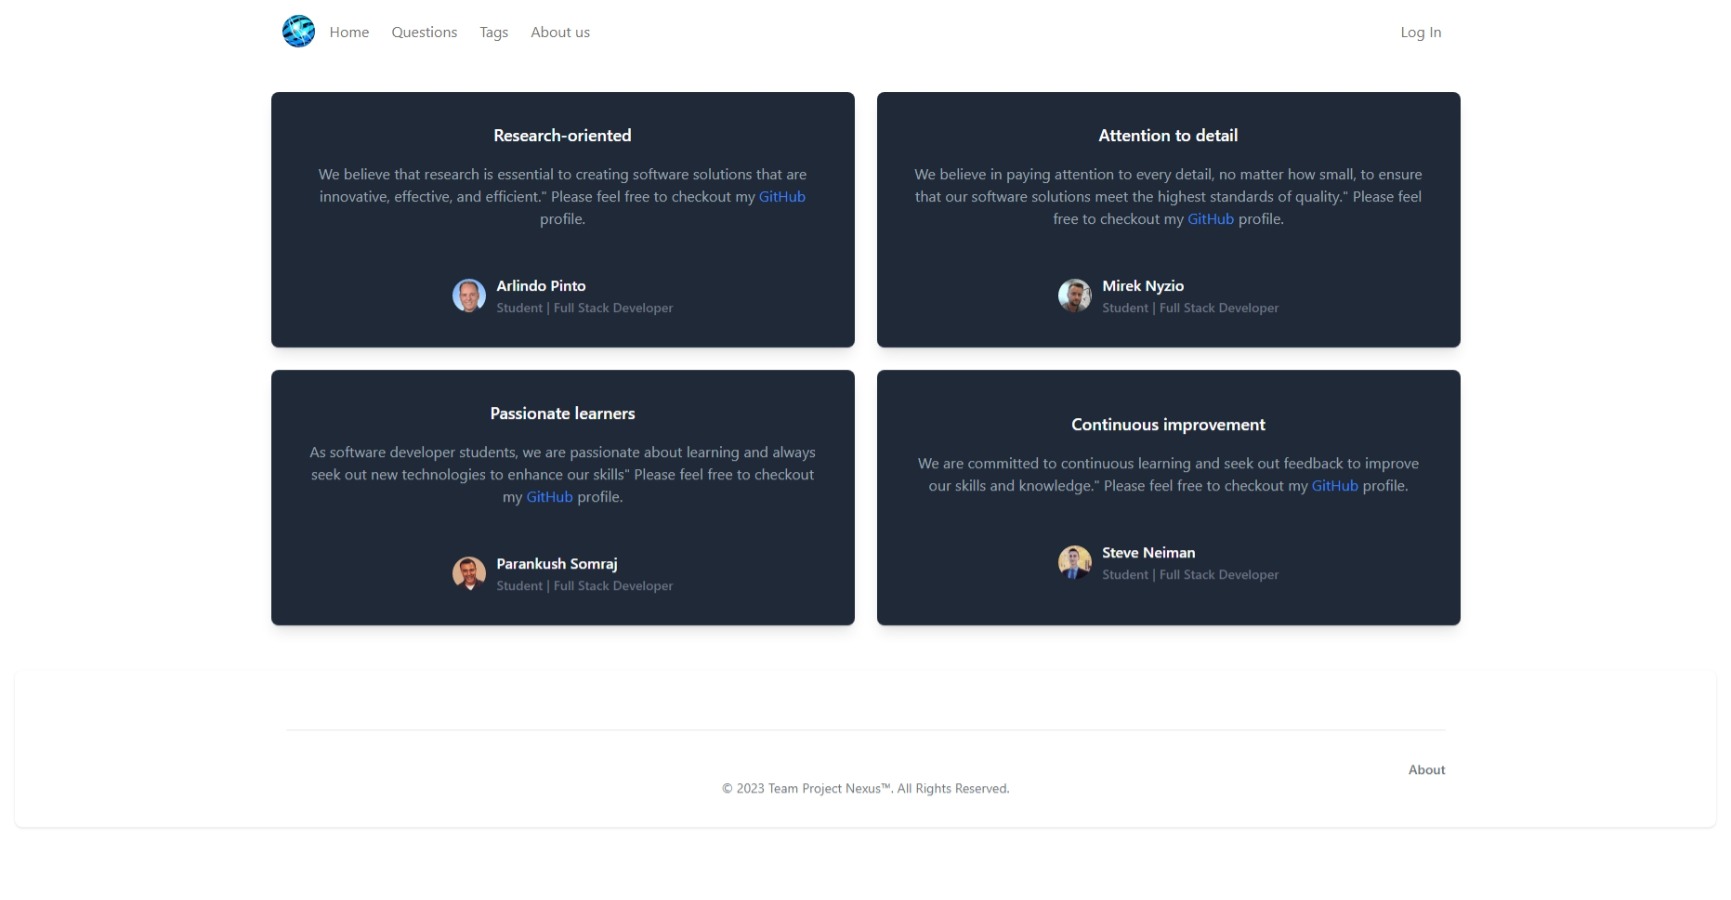 Home Questions Tags About us Log In
Research-oriented
We believe that research is essential to creating software solutions that are
innovative, effective, and efficient." Please feel free to checkout my GitHub
profile.
Arlindo Pinto
Student | Full Stack Developer
Attention to detail
We believe in paying attention to every detail, no matter how small, to ensure
that our software solutions meet the highest standards of quality." Please feel
free to checkout my GitHub profile.
Mirek Nyzio
Student | Full Stack Developer
Passionate learners
As software developer students, we are passionate about learning and always
seek out new technologies to enhance our skills" Please feel free to checkout
my GitHub profile.
Parankush Somraj
Student | Full Stack Developer
Continuous improvement
We are committed to continuous learning and seek out feedback to improve
our skills and knowledge." Please feel free to checkout my GitHub profile.
Steve Neiman
Student | Full Stack Developer
About
© 2023 Team Project Nexus™. All Rights Reserved.